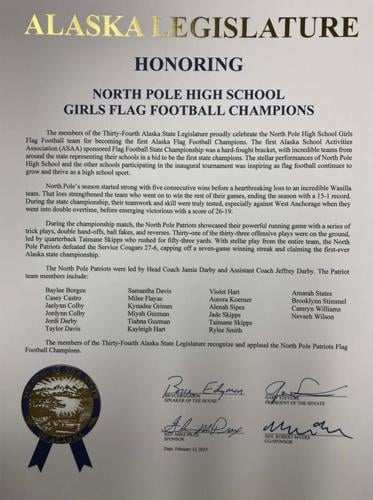 ALASKA LEGISLATURE
HONORING
NORTH POLE HIGH SCHOOL
GIRLS FLAG FOOTBALL CHAMPIONS
The members of the Thirty-Fourth Alaska State Legislature proudly celebrate the North Pole High School Girls
Flag Football team for becoming the first Alaska Flag Football Champions. The first Alaska School Activities
Association (ASAA) sponsored Flag Football State Championship was a hard-fought bracket, with incredible teams from
around the state representing their schools in a bid to be the first state champions. The stellar performances of North Pole
High School and the other schools participating in the inaugural tournament was inspiring as flag football continues to
grow and thrive as a high school sport.
North Pole's season started strong with five consecutive wins before a heartbreaking loss to an incredible Wasilla
team. That loss strengthened the team who went on to win the rest of their games, ending the season with a 15-1 record.
During the state championship, their teamwork and skill were truly tested, especially against West Anchorage when they
went into double overtime, before emerging victorious with a score of 26-19.
During the championship match, the North Patriots showcased their powerful running game with a series of
trick plays, double hand-offs, half fakes, and reverses. Thirty-one of the thirty-three offensive plays were on the ground,
led by quarterback Taimane Skipps who rushed for fifty-three yards. With stellar play from the entire team, the North
Patriots defeated the Service Cougars 27-6, capping off a seven-game winning streak and claiming the first-ever
Alaska state championship.
The North Pole Patriots were led by Head Coach Jamie Darby and Assistant Coach Jeffrey Darby. The Patriot
team members include:
Baylee Borgen Samantha Davis Violet Hart Amarah States
Casey Castro Milee Flayac Aurora Koerner Brooklynn Stimmel
Jaelynn Colby Kynadee Grimm Alenah Sipes Camryn Williams
Jordynn Colby Miyah Guzman Jade Skipps Nevaeh Wilson
Jordi Darby Tiahna Guzman Taimane Skipps
Taylor Davis Kayleigh Hart Rylee Smith
The members of the Thirty-Fourth Alaska State Legislature recognize and applaud the North Pole Patriots Flag
Football Champions.
BRYCE EDGMON
SPEAKER OF THE HOUSE
GARY STEVENS
PRESIDENT OF THE SENATE
REP. MIKE PRAX
SPONSOR
SEN. ROBERT MYERS
CO-SPONSOR
Date: February 12, 2025